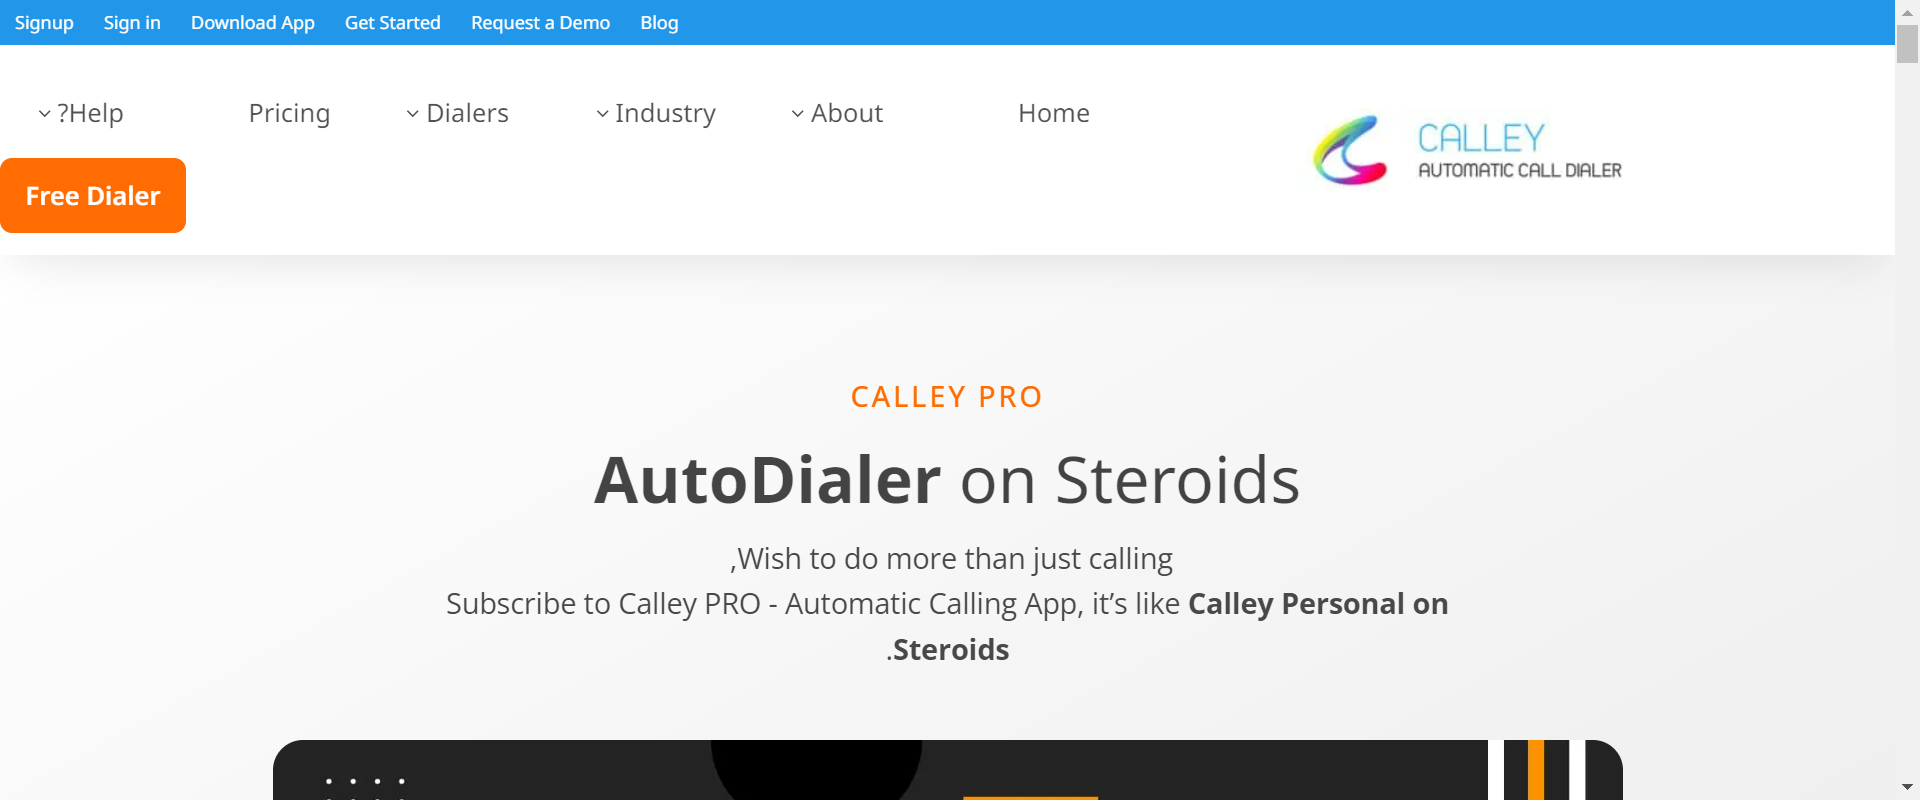 Signup Sign in Download App Get Started Request a Demo Blog
?Help Pricing Dialers Industry About Home
CALLEY
AUTOMATIC CALL DIALER
Free Dialer
CALLEY PRO
AutoDialer on Steroids
,Wish to do more than just calling
Subscribe to Calley PRO - Automatic Calling App, it’s like Calley Personal on
.Steroids